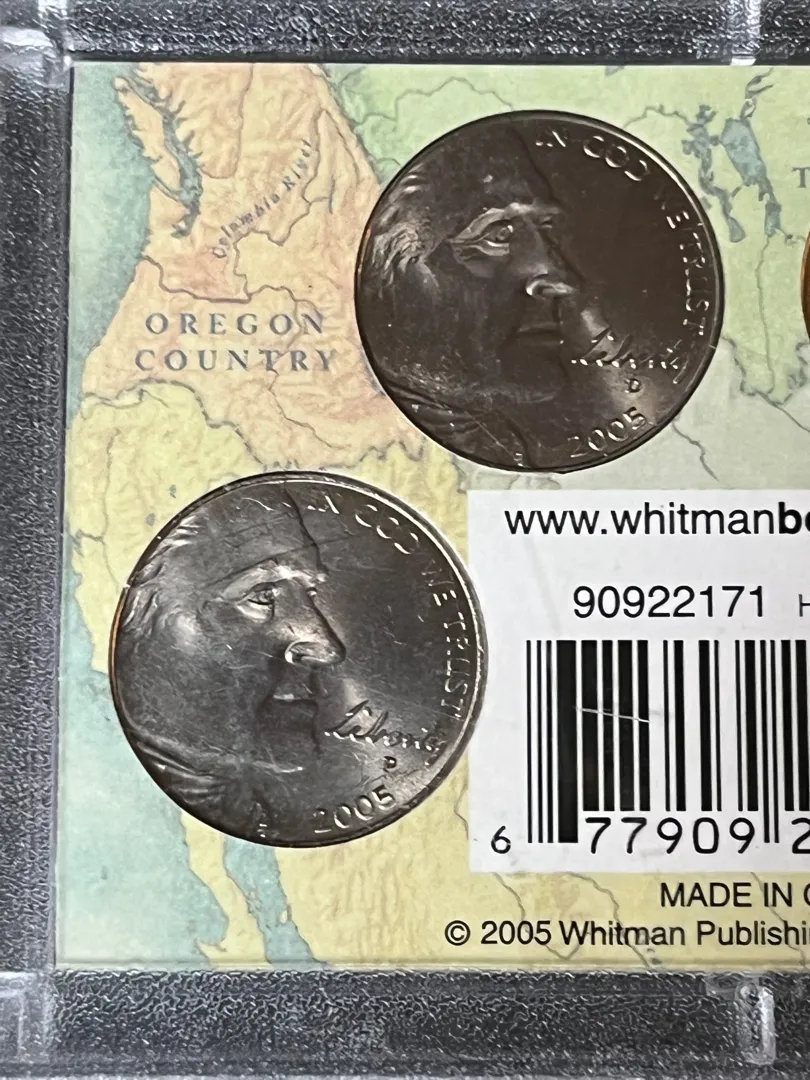 Columbia River
T
OREGON
COUNTRY
IN GOD WE TRUST
Liberty
D
2005
IN GOD WE TRUST
Liberty
P
2005
www.whitmanbo
90922171 H
6 77909 2
MADE IN C
© 2005 Whitman Publishi